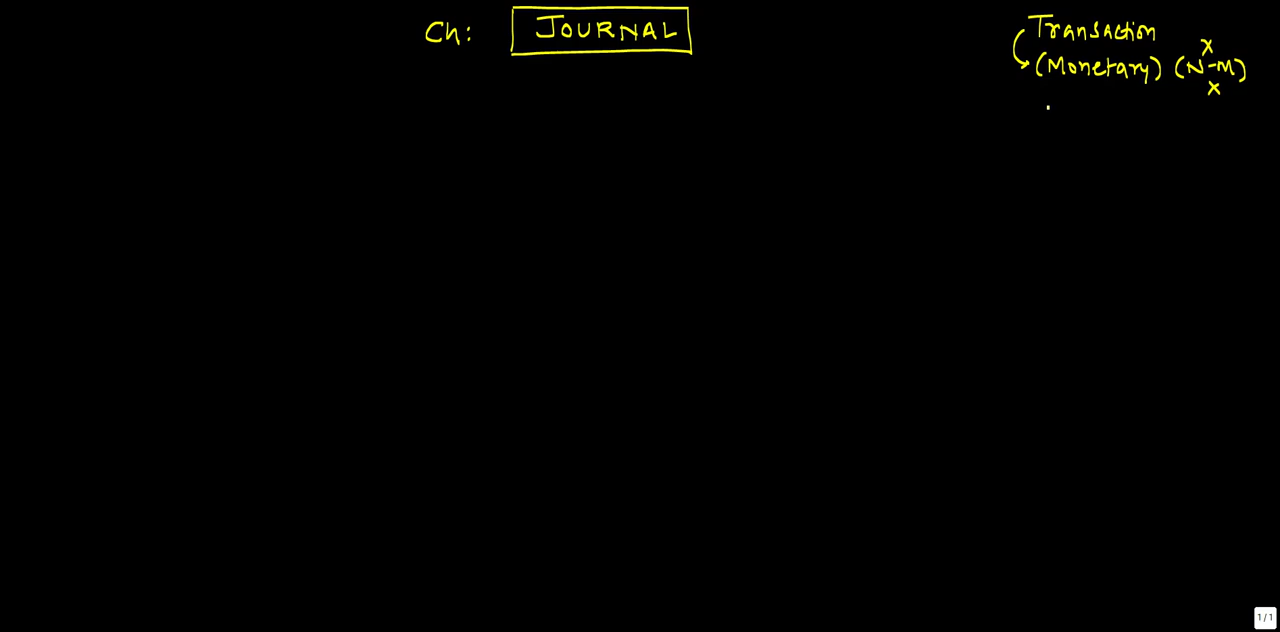 Ch: JOURNAL
Transaction
x
(Monetary) (N-M)
x
1/1